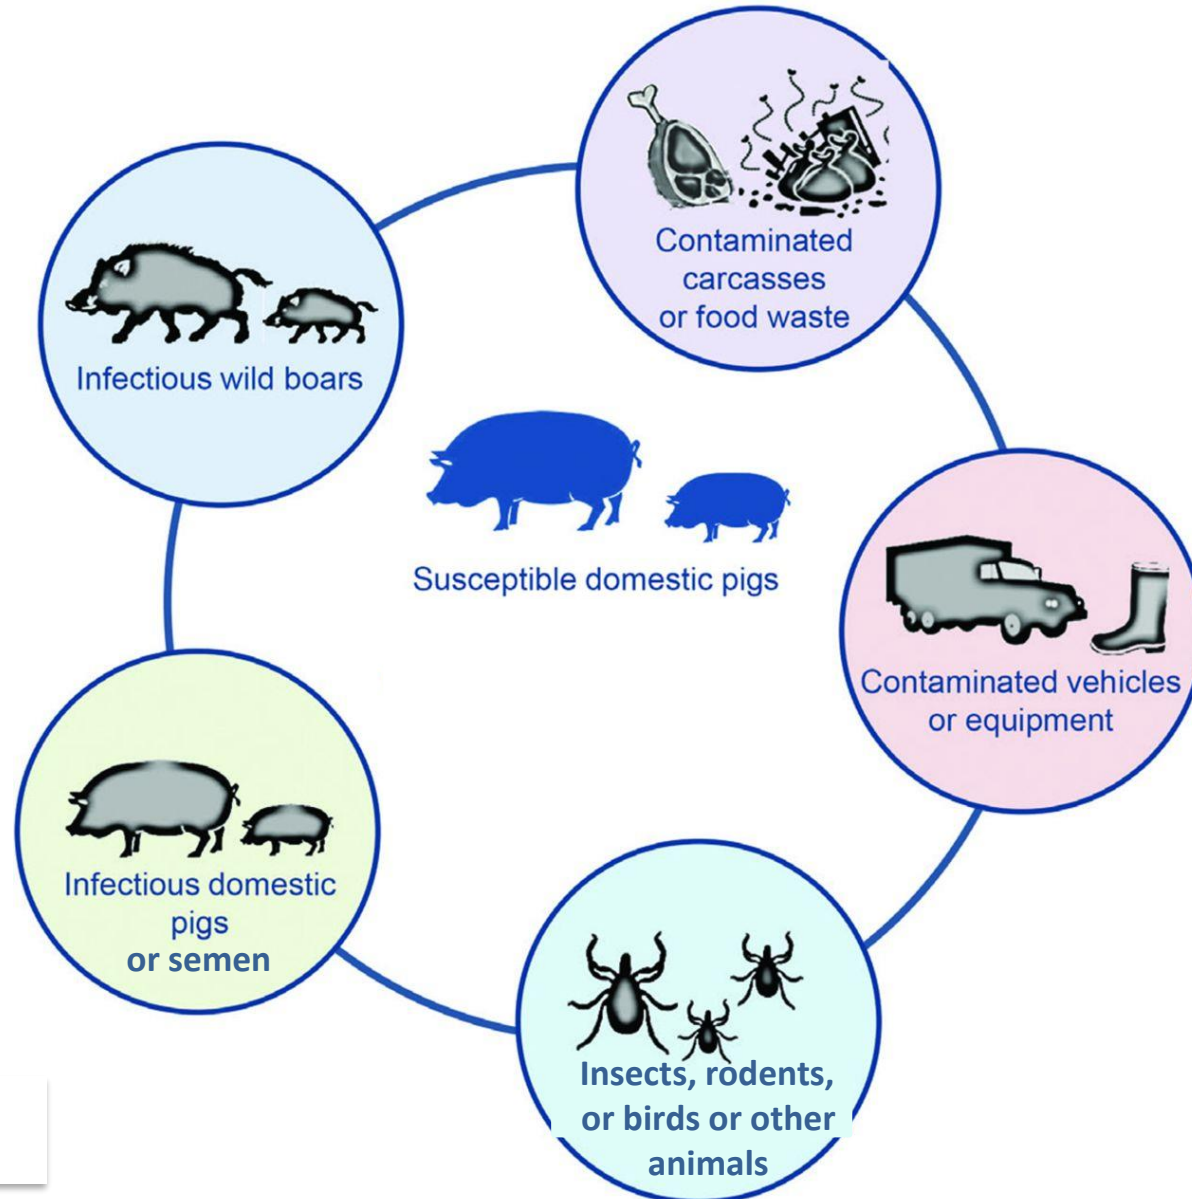 Contaminated
carcasses
or food waste
Infectious wild boars
Susceptible domestic pigs
Contaminated vehicles
or equipment
Infectious domestic
pigs
or semen
Insects, rodents,
or birds or other
animals